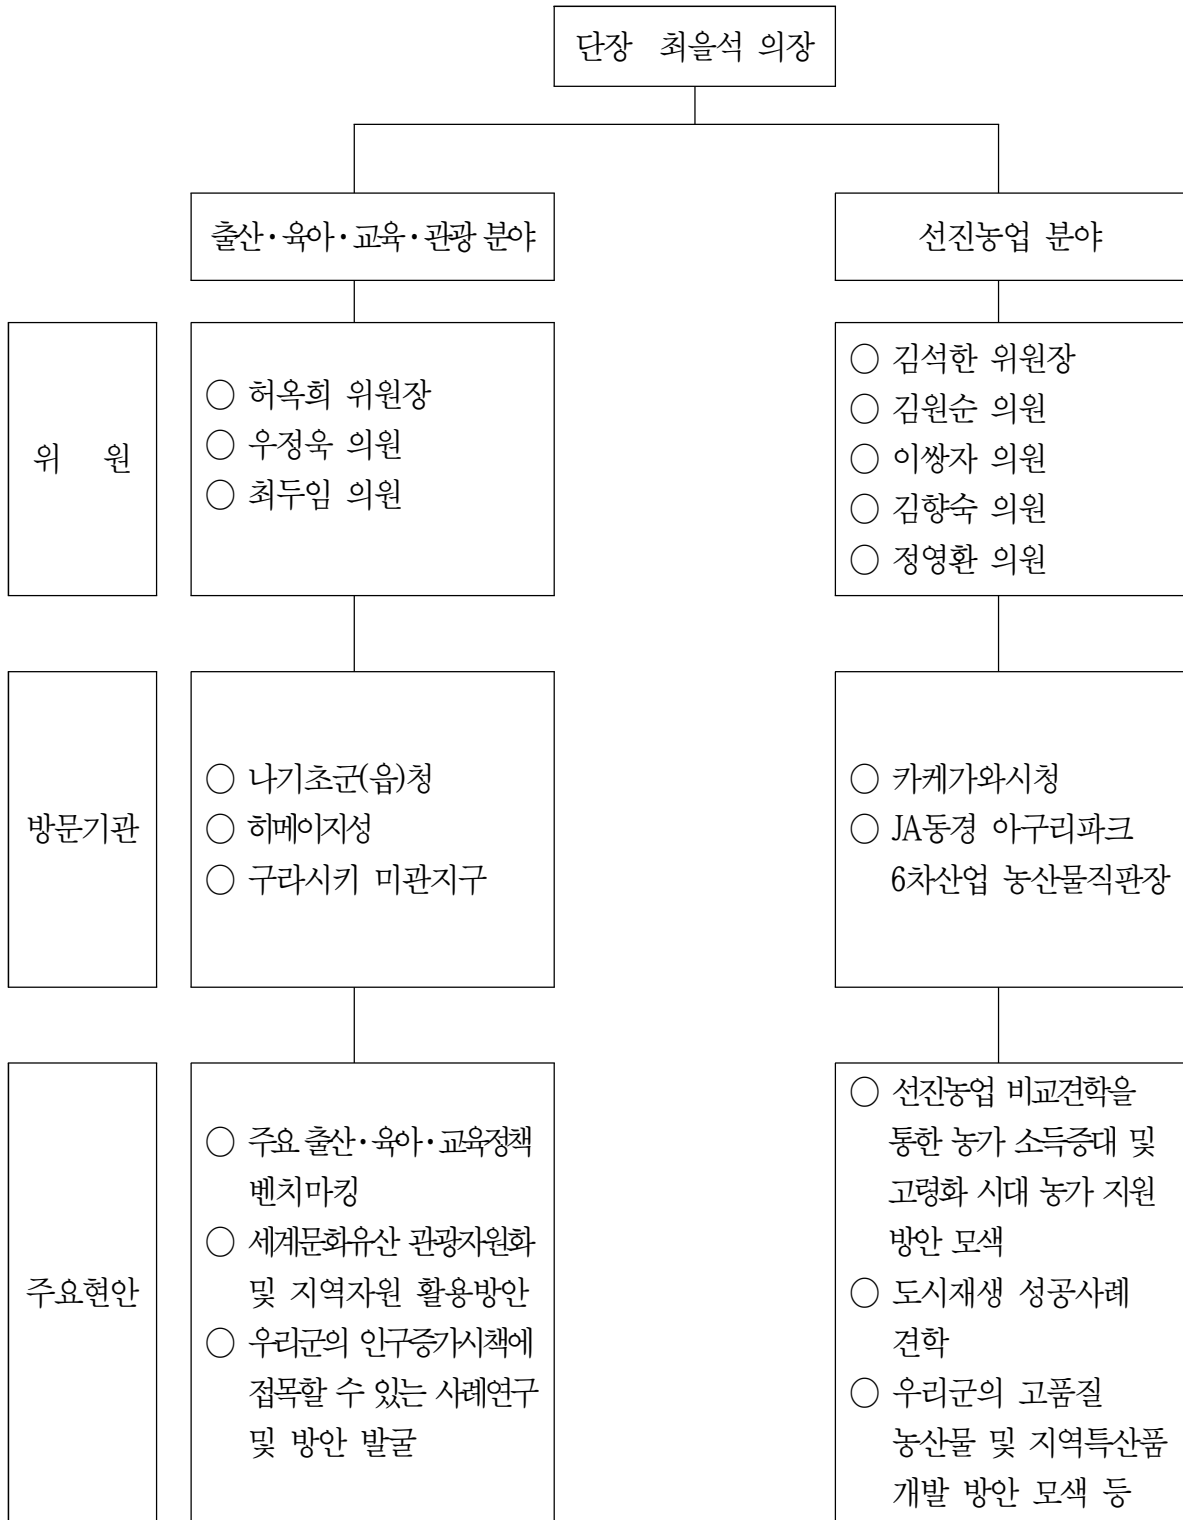 단장 최을석 의장
출산·육아·교육·관광 분야
선진농업 분야
위 원
○ 허옥희 위원장
○ 우정욱 의원
○ 최두임 의원
○ 김석한 위원장
○ 김원순 의원
○ 이쌍자 의원
○ 김향숙 의원
○ 정영환 의원
방문기관
○ 나기초군(읍)청
○ 히메이지성
○ 구라시키 미관지구
○ 카케가와시청
○ JA동경 아구리파크
6차산업 농산물직판장
주요현안
○ 주요 출산·육아·교육정책
벤치마킹
○ 세계문화유산 관광자원화
및 지역자원 활용방안
○ 우리군의 인구증가시책에
접목할 수 있는 사례연구
및 방안 발굴
○ 선진농업 비교견학을
통한 농가 소득증대 및
고령화 시대 농가 지원
방안 모색
○ 도시재생 성공사례
견학
○ 우리군의 고품질
농산물 및 지역특산품
개발 방안 모색 등